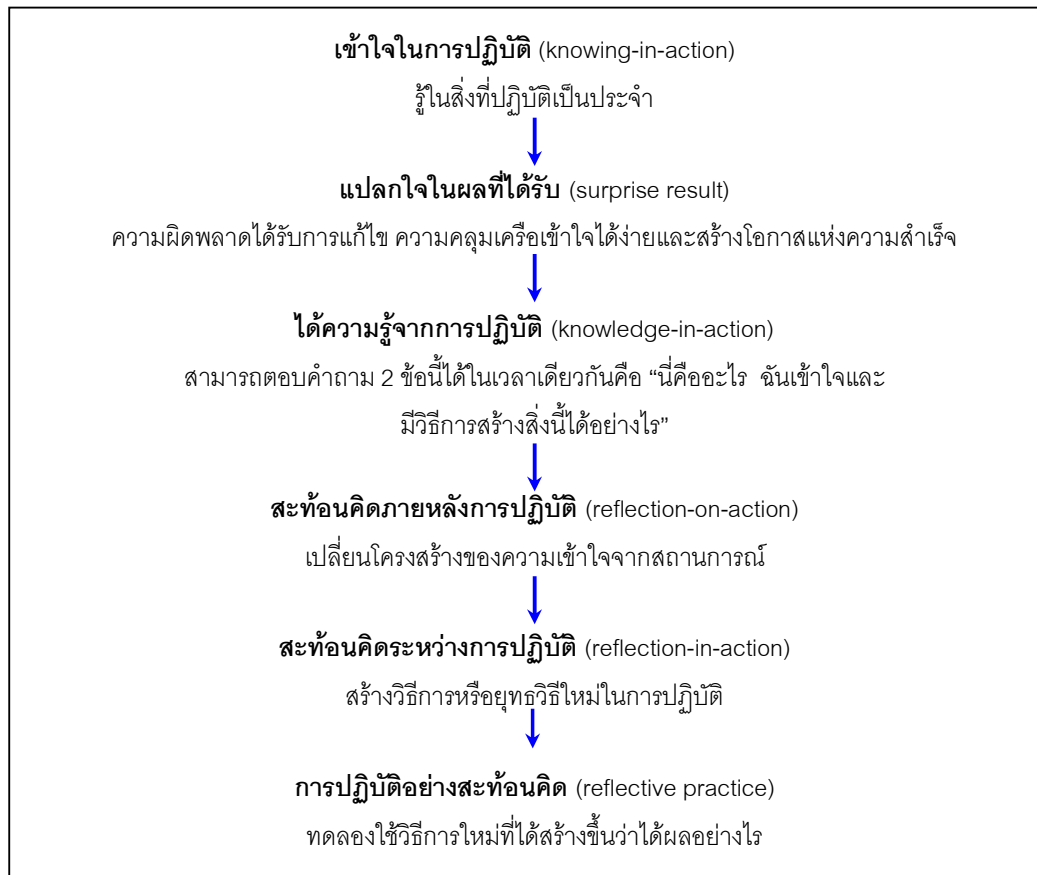 เข้าใจในการปฏิบัติ (knowing-in-action)
รู้ในสิ่งที่ปฏิบัติเป็นประจำ
แปลกใจในผลที่ได้รับ (surprise result)
ความผิดพลาดได้รับการแก้ไข ความคลุมเครือเข้าใจได้ง่ายและสร้างโอกาสแห่งความสำเร็จ
ได้ความรู้จากการปฏิบัติ (knowledge-in-action)
สามารถตอบคำถาม 2 ข้อนี้ได้ในเวลาเดียวกันคือ “นี่คืออะไร ฉันเข้าใจและ
มีวิธีการสร้างสิ่งนี้ได้อย่างไร”
สะท้อนคิดภายหลังการปฏิบัติ (reflection-on-action)
เปลี่ยนโครงสร้างของความเข้าใจจากสถานการณ์
สะท้อนคิดระหว่างการปฏิบัติ (reflection-in-action)
สร้างวิธีการหรือยุทธวิธีใหม่ในการปฏิบัติ
การปฏิบัติอย่างสะท้อนคิด (reflective practice)
ทดลองใช้วิธีการใหม่ที่ได้สร้างขึ้นว่าได้ผลอย่างไร